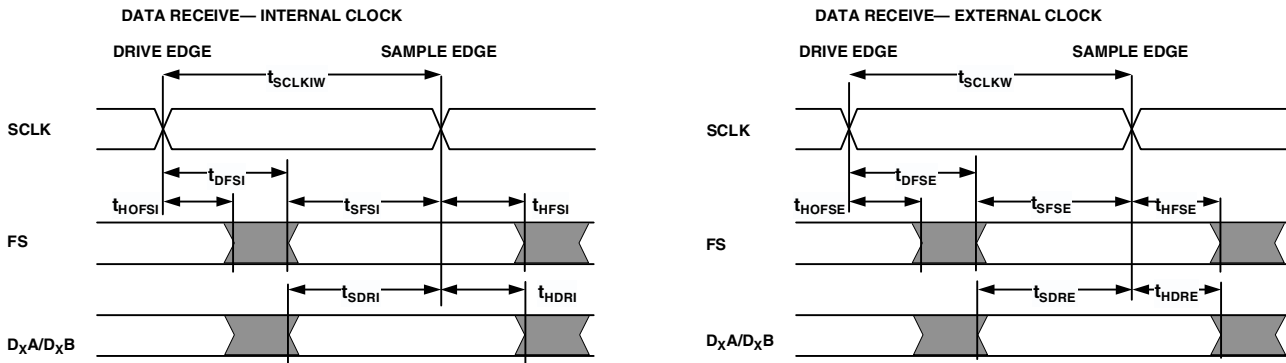 DATA RECEIVE— INTERNAL CLOCK
DRIVE EDGE SAMPLE EDGE
tSCLKIW
SCLK
tDFSI
tHOFSI tSFSI tHFSI
FS
tSDRI tHDRI
DXA/DXB
DATA RECEIVE— EXTERNAL CLOCK
DRIVE EDGE SAMPLE EDGE
tSCLKW
SCLK
tDFSE
tHOFSE tSFSE tHFSE
FS
tSDRE tHDRE
DXA/DXB